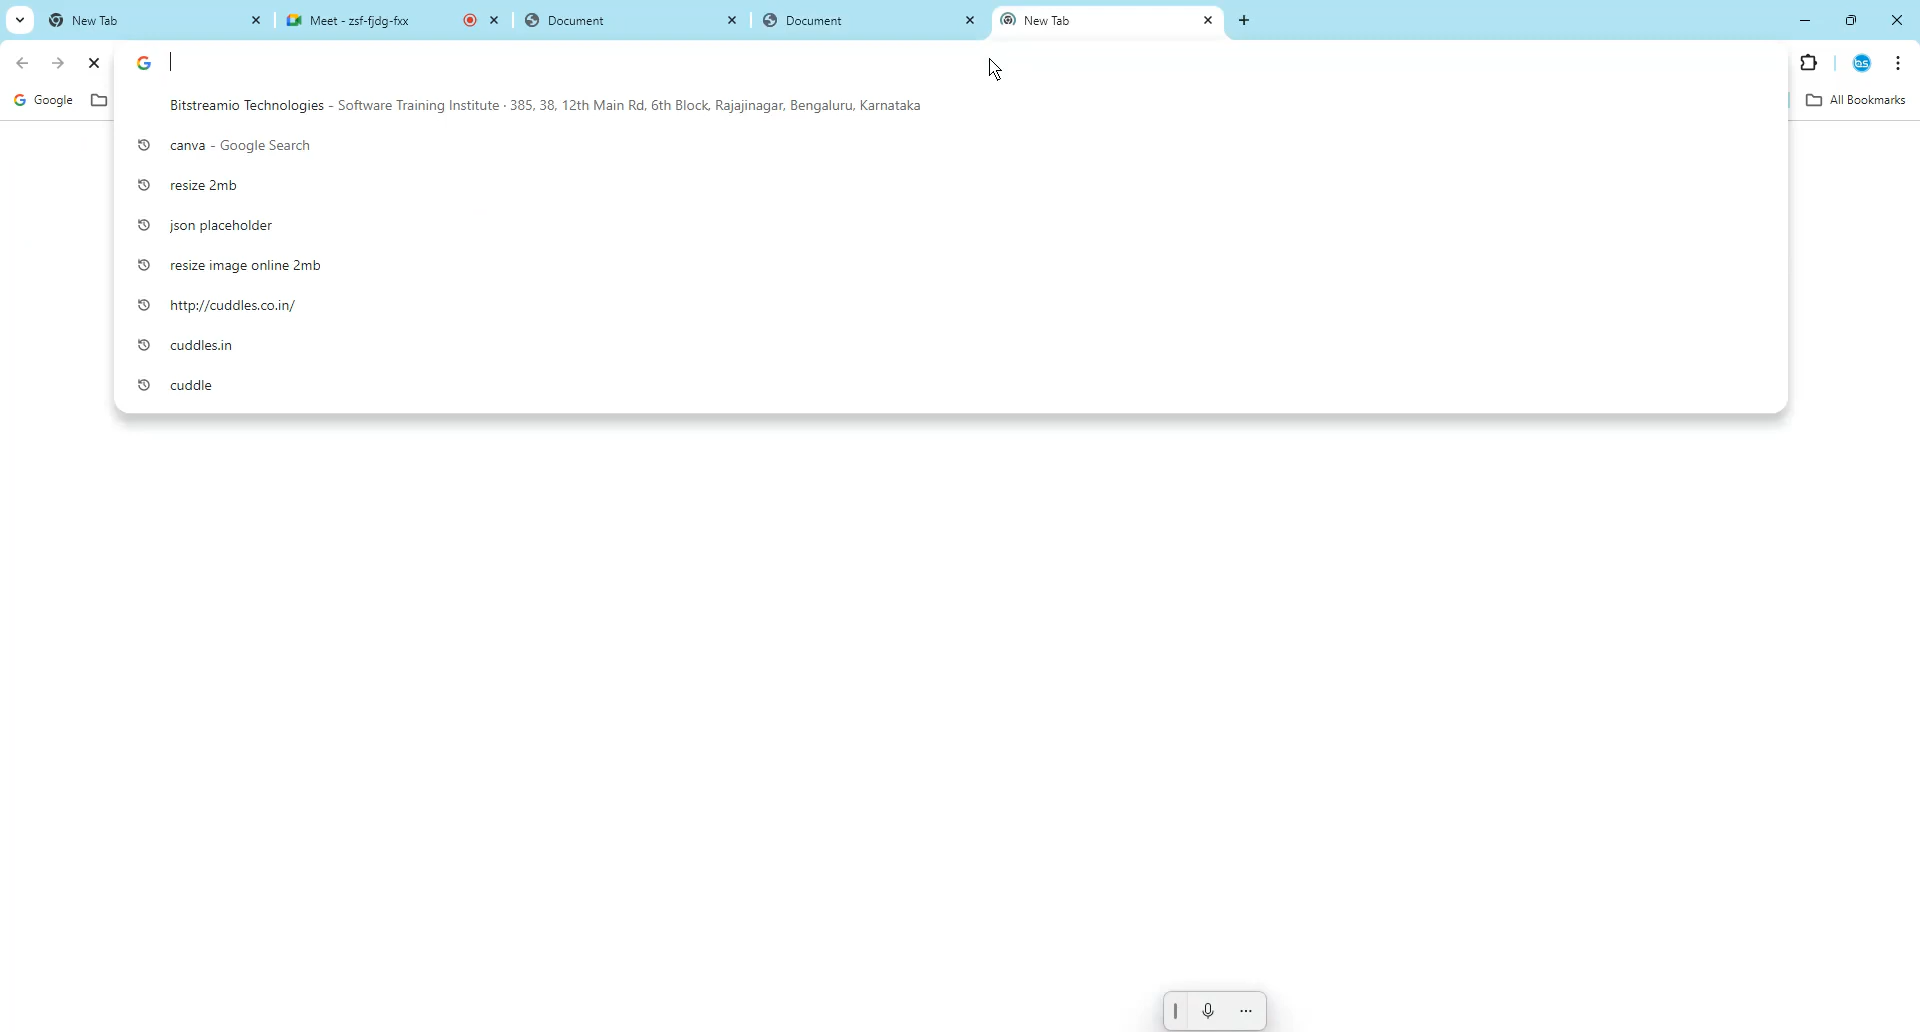 New Tab
Meet - zsf-fjdg-fxx
Document
Document
New Tab
Google
All Bookmarks
Bitstreamio Technologies - Software Training Institute · 385, 38, 12th Main Rd, 6th Block, Rajajinagar, Bengaluru, Karnataka
canva - Google Search
resize 2mb
json placeholder
resize image online 2mb
http://cuddles.co.in/
cuddles.in
cuddle